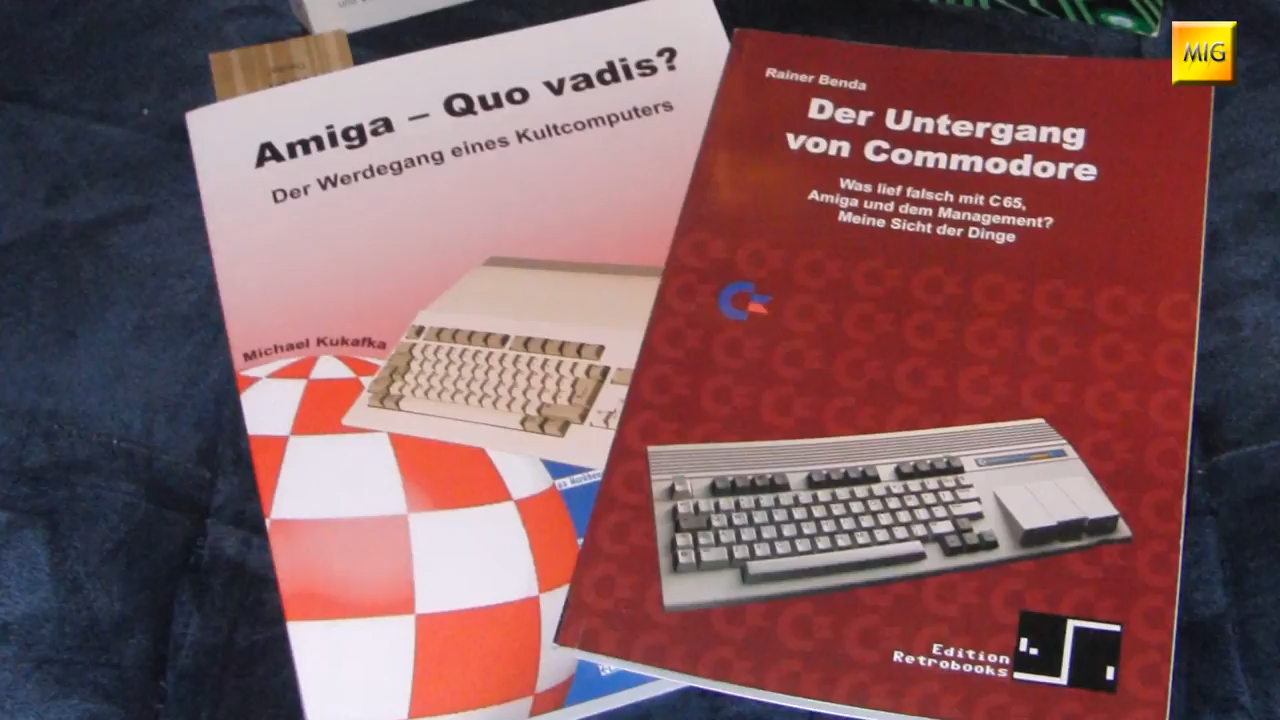 Amiga – Quo vadis?
Der Werdegang eines Kultcomputers
Michael Kukafka
Rainer Benda
Der Untergang
von Commodore
Was lief falsch mit C65,
Amiga und dem Management?
Meine Sicht der Dinge
Edition
Retrobooks
MIG